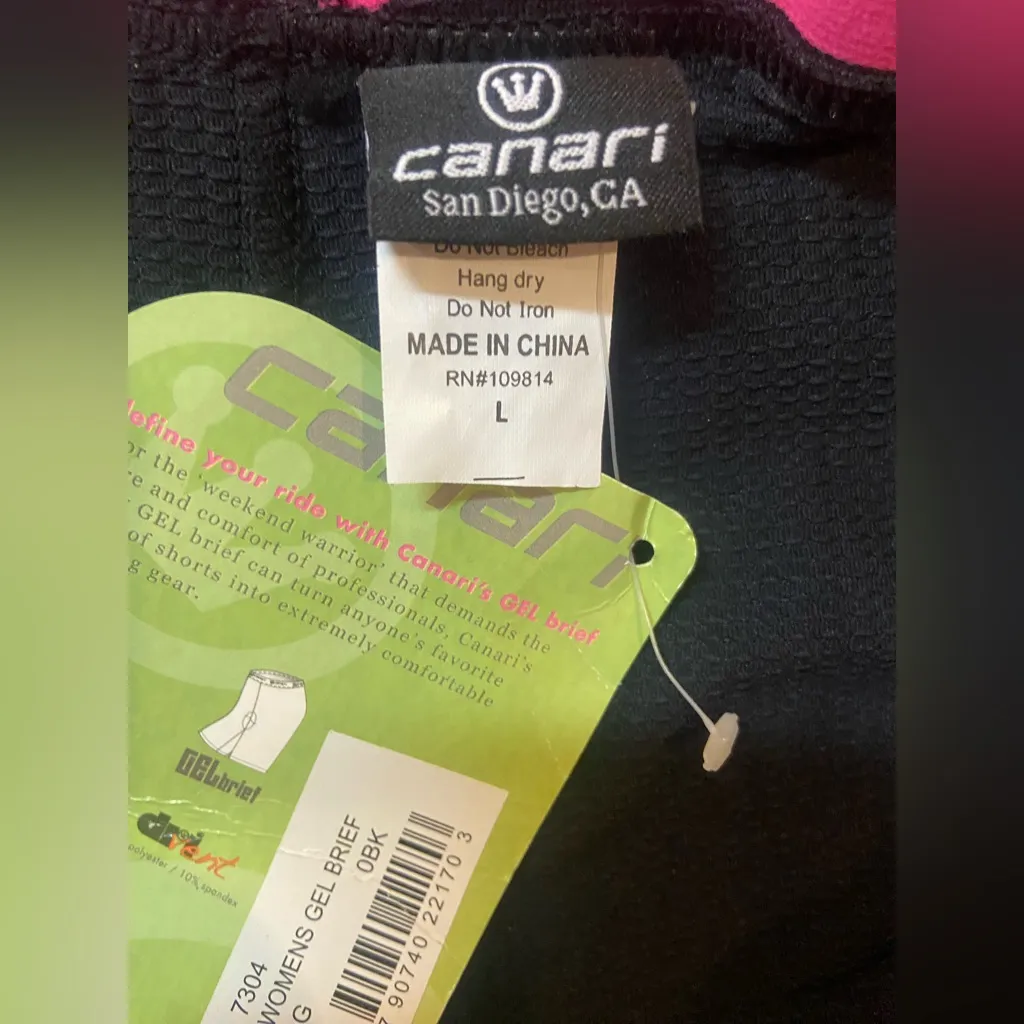 canari
San Diego, CA
Do Not Bleach
Hang dry
Do Not Iron
MADE IN CHINA
RN#109814
L
canari
define your ride with Canari's GEL brief
or the 'weekend warrior' that demands the
re and comfort of professionals, Canari's
GEL brief can turn anyone's favorite
of shorts into extremely comfortable
g gear.
GEL brief
dri vent
polyester / 10% spandex
7304
WOMENS GEL BRIEF
G
0BK
7 90740 22170 3